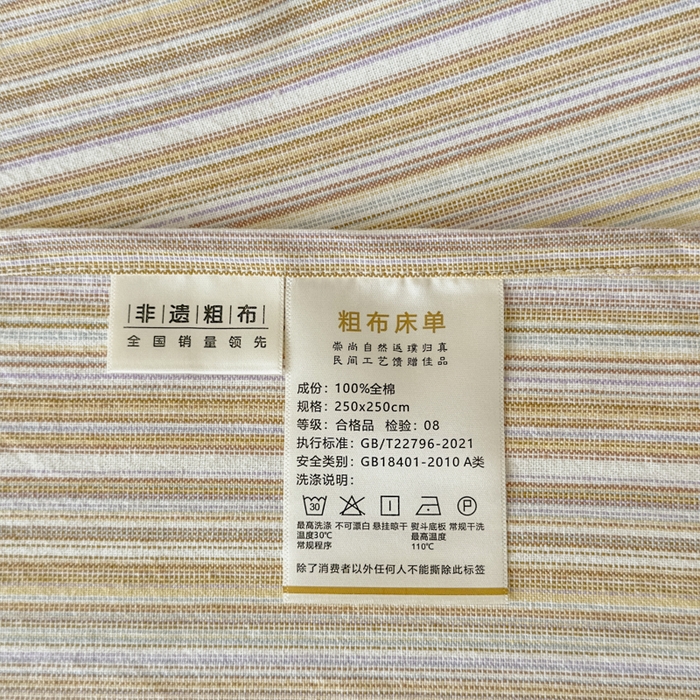 |非|遗|粗|布|
全国销量领先
粗布床单
崇尚自然返璞归真
民间工艺馈赠佳品
成份：100%全棉
规格：250x250cm
等级：合格品 检验：08
执行标准：GB/T22796-2021
安全类别：GB18401-2010 A类
洗涤说明：
30 P
最高洗涤 不可漂白 悬挂晾干 熨斗底板 常规干洗
温度30℃ 最高温度
常规程序 110℃
除了消费者以外任何人不能撕除此标签